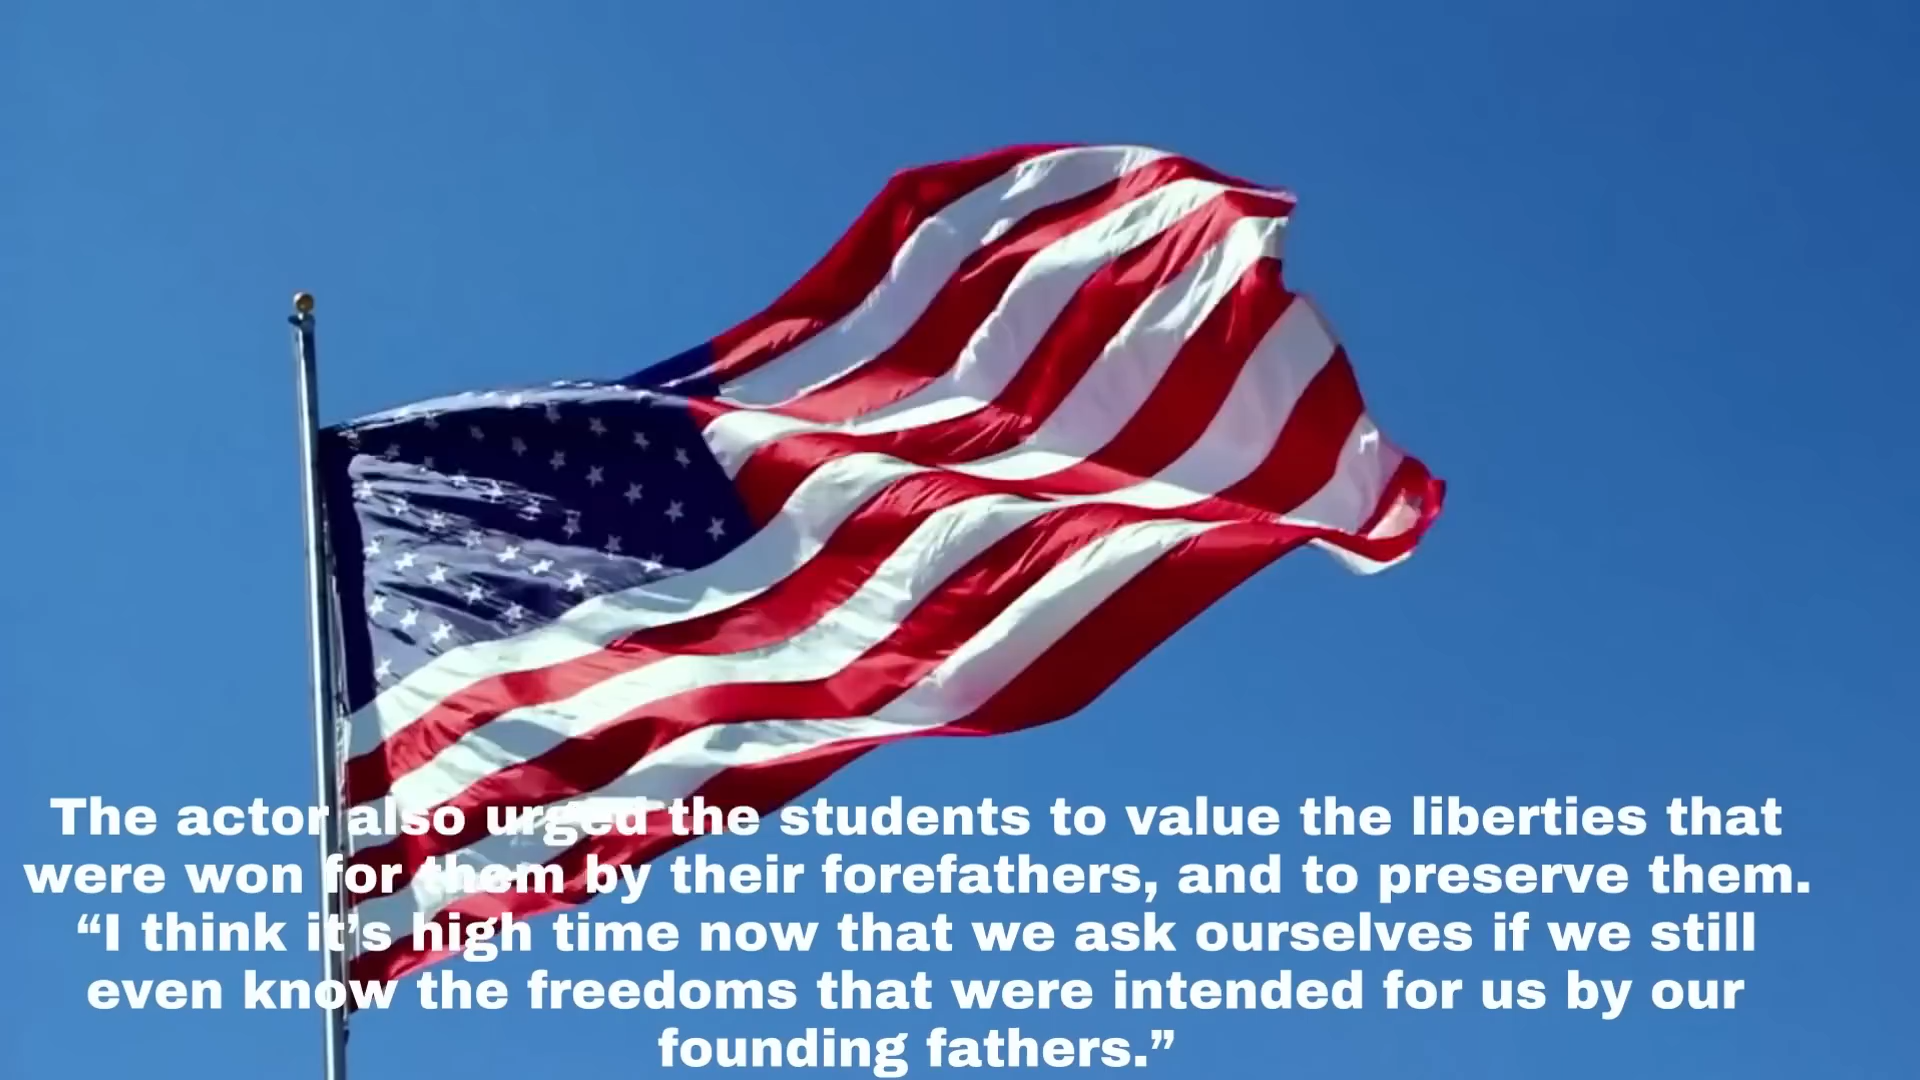 The actor also urged the students to value the liberties that
were won for them by their forefathers, and to preserve them.
“I think it’s high time now that we ask ourselves if we still
even know the freedoms that were intended for us by our
founding fathers.”